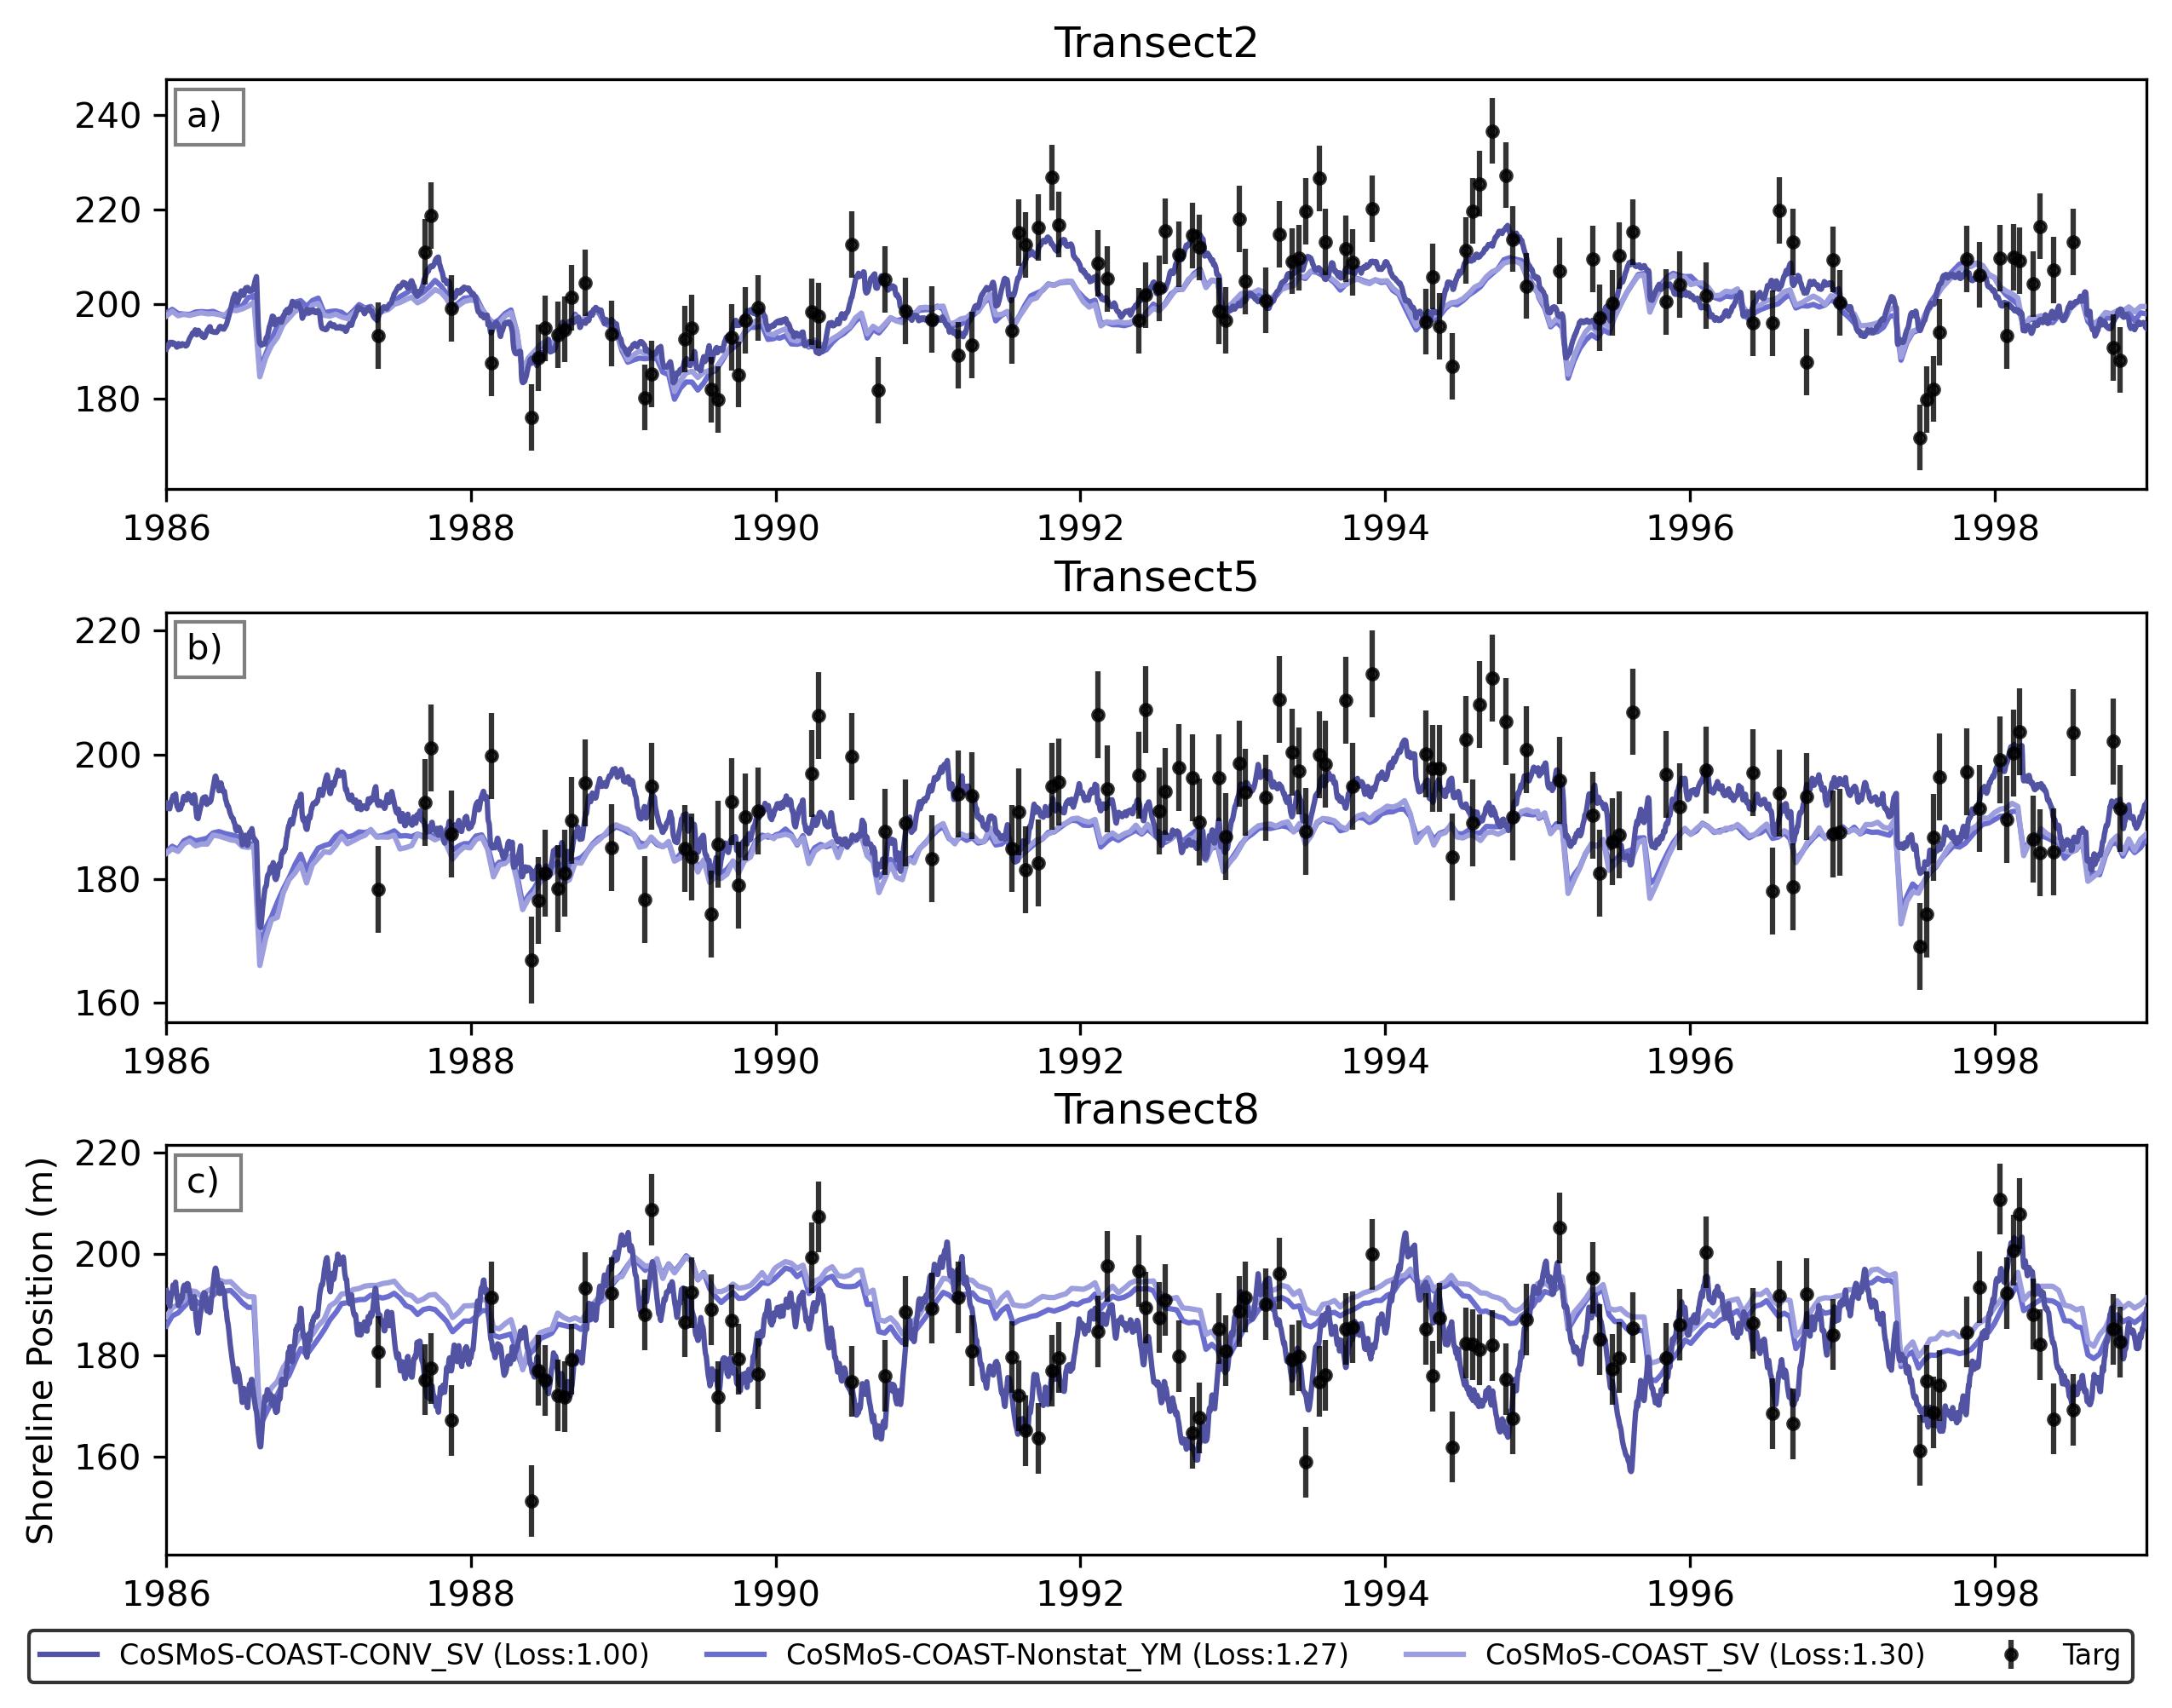 Transect2
a)
240
220
200
180
1986 1988 1990 1992 1994 1996 1998
Transect5
b)
220
200
180
160
1986 1988 1990 1992 1994 1996 1998
Transect8
c)
220
200
180
160
Shoreline Position (m)
1986 1988 1990 1992 1994 1996 1998
CoSMoS-COAST-CONV_SV (Loss:1.00) CoSMoS-COAST-Nonstat_YM (Loss:1.27) CoSMoS-COAST_SV (Loss:1.30) Targ